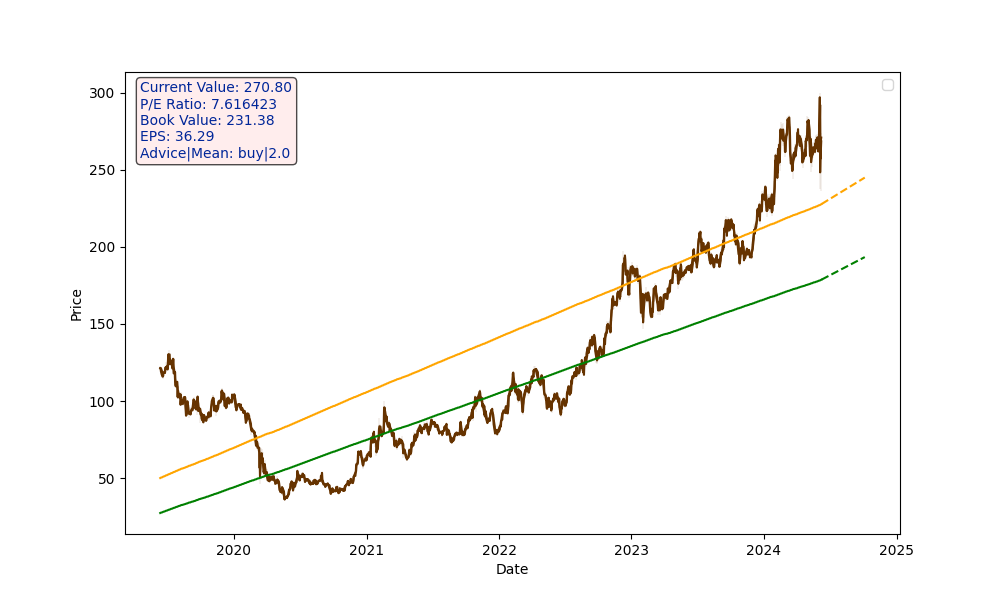 Current Value: 270.80
P/E Ratio: 7.616423
Book Value: 231.38
EPS: 36.29
Advice|Mean: buy|2.0
300
250
200
150
100
50
Price
2020 2021 2022 2023 2024 2025
Date